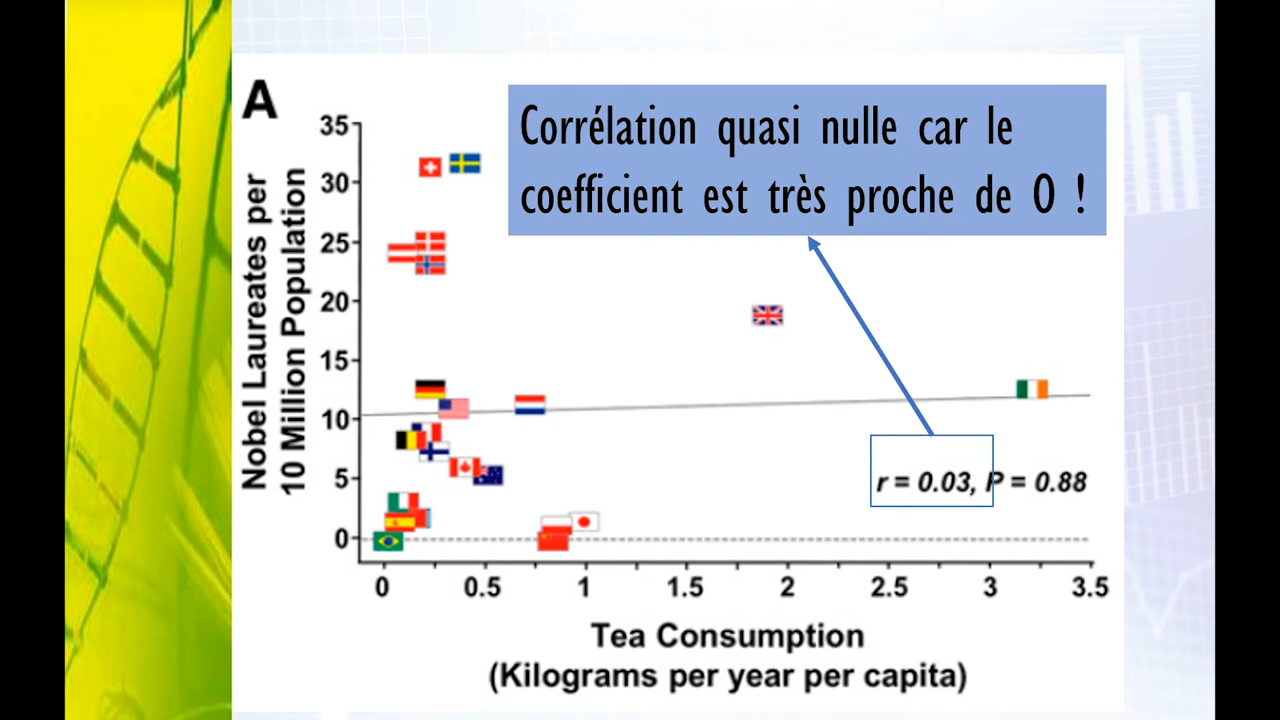 A
Corrélation quasi nulle car le
coefficient est très proche de 0 !
Nobel Laureates per
10 Million Population
35
30
25
20
15
10
5
0
r = 0.03, P = 0.88
0 0.5 1 1.5 2 2.5 3 3.5
Tea Consumption
(Kilograms per year per capita)